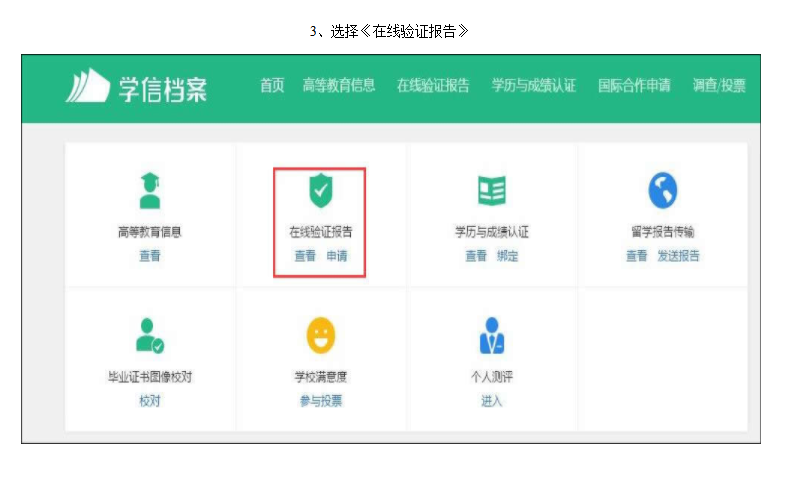 3、选择《在线验证报告》
学信档案 首页 高等教育信息 在线验证报告 学历与成绩认证 国际合作申请 调查/投票
高等教育信息 在线验证报告 学历与成绩认证 留学报告传输
查看 查看 申请 查看 绑定 查看 发送报告
毕业证书图像校对 学校满意度 个人测评
校对 参与投票 进入